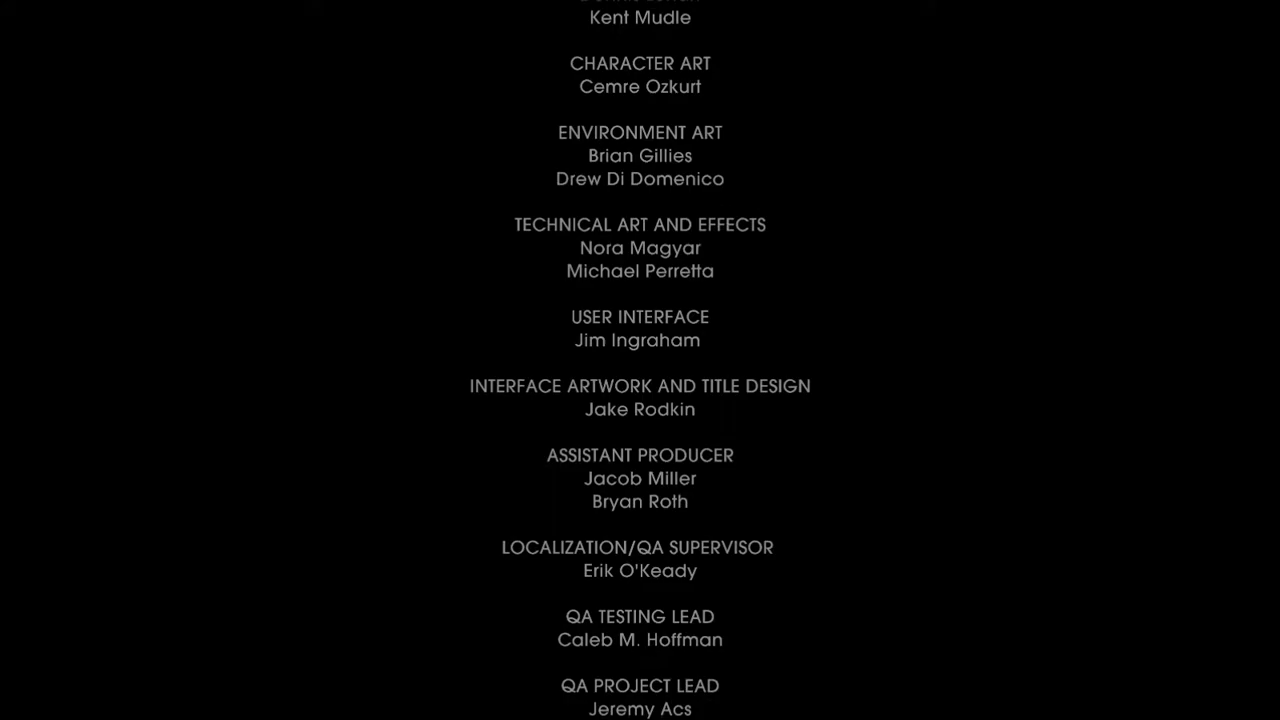 Kent Mudle
CHARACTER ART
Cemre Ozkurt
ENVIRONMENT ART
Brian Gillies
Drew Di Domenico
TECHNICAL ART AND EFFECTS
Nora Magyar
Michael Perretta
USER INTERFACE
Jim Ingraham
INTERFACE ARTWORK AND TITLE DESIGN
Jake Rodkin
ASSISTANT PRODUCER
Jacob Miller
Bryan Roth
LOCALIZATION/QA SUPERVISOR
Erik O'Keady
QA TESTING LEAD
Caleb M. Hoffman
QA PROJECT LEAD
Jeremy Acs